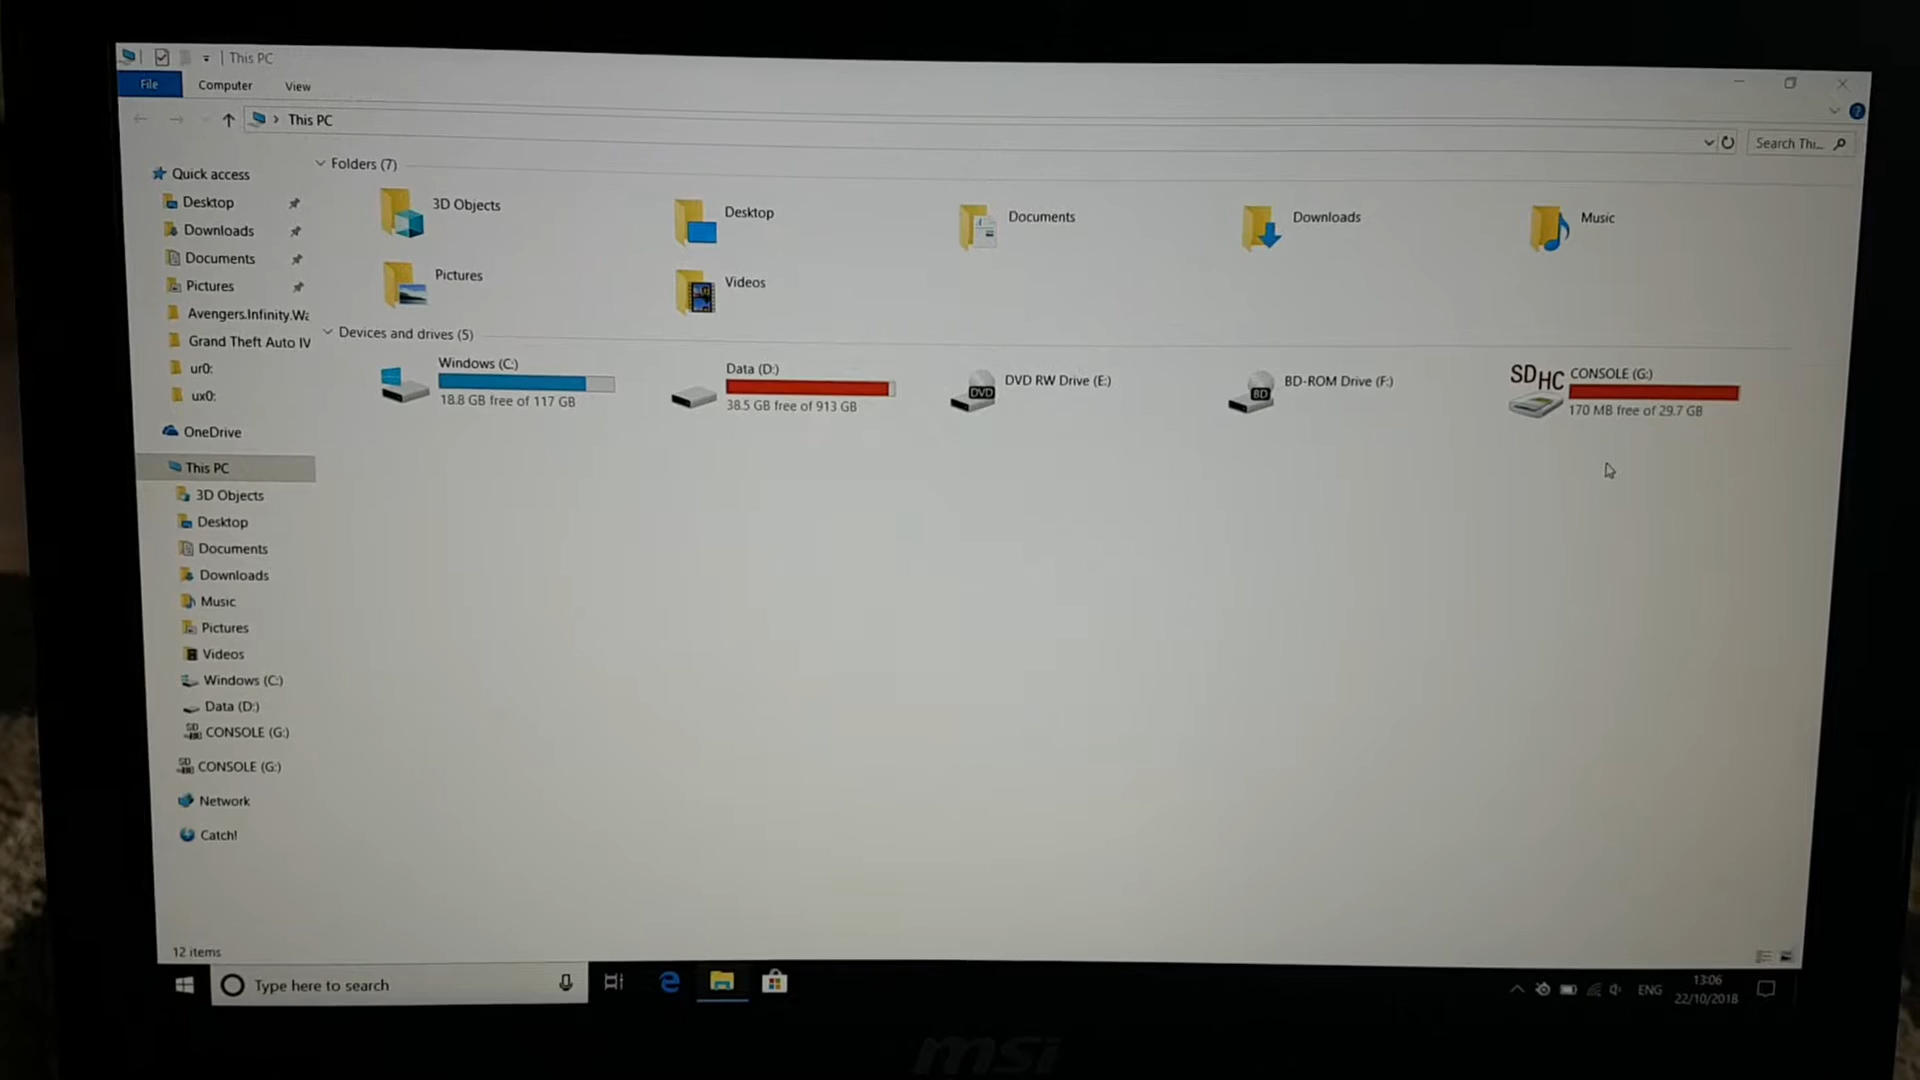 This PC
File Computer View
This PC
Search Thi...
Quick access
Desktop
Downloads
Documents
Pictures
Avengers.Infinity.Wa
Grand Theft Auto IV
ur0:
ux0:
OneDrive
This PC
3D Objects
Desktop
Documents
Downloads
Music
Pictures
Videos
Windows (C:)
Data (D:)
CONSOLE (G:)
CONSOLE (G:)
Network
Catch!
Folders (7)
3D Objects
Desktop
Documents
Downloads
Music
Pictures
Videos
Devices and drives (5)
Windows (C:)
18.8 GB free of 117 GB
Data (D:)
38.5 GB free of 913 GB
DVD
DVD RW Drive (E:)
BD
BD-ROM Drive (F:)
SDHC
CONSOLE (G:)
170 MB free of 29.7 GB
12 items
Type here to search
ENG
13:06
22/10/2018
msi